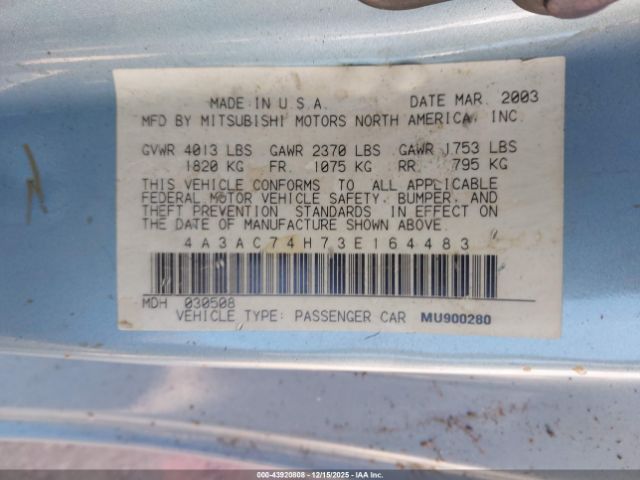 MADE IN U.S.A. DATE MAR. 2003
MFD BY MITSUBISHI MOTORS NORTH AMERICA, INC.
GVWR 4013 LBS GAWR 2370 LBS GAWR 1753 LBS
1820 KG FR. 1075 KG RR. 795 KG
THIS VEHICLE CONFORMS TO ALL APPLICABLE
FEDERAL MOTOR VEHICLE SAFETY, BUMPER, AND
THEFT PREVENTION STANDARDS IN EFFECT ON
THE DATE OF MANUFACTURE SHOWN ABOVE.
4A3AC74H73E164483
MDH 030508
VEHICLE TYPE: PASSENGER CAR MU900280
000-43920808 - 12/15/2025 - IAA Inc.